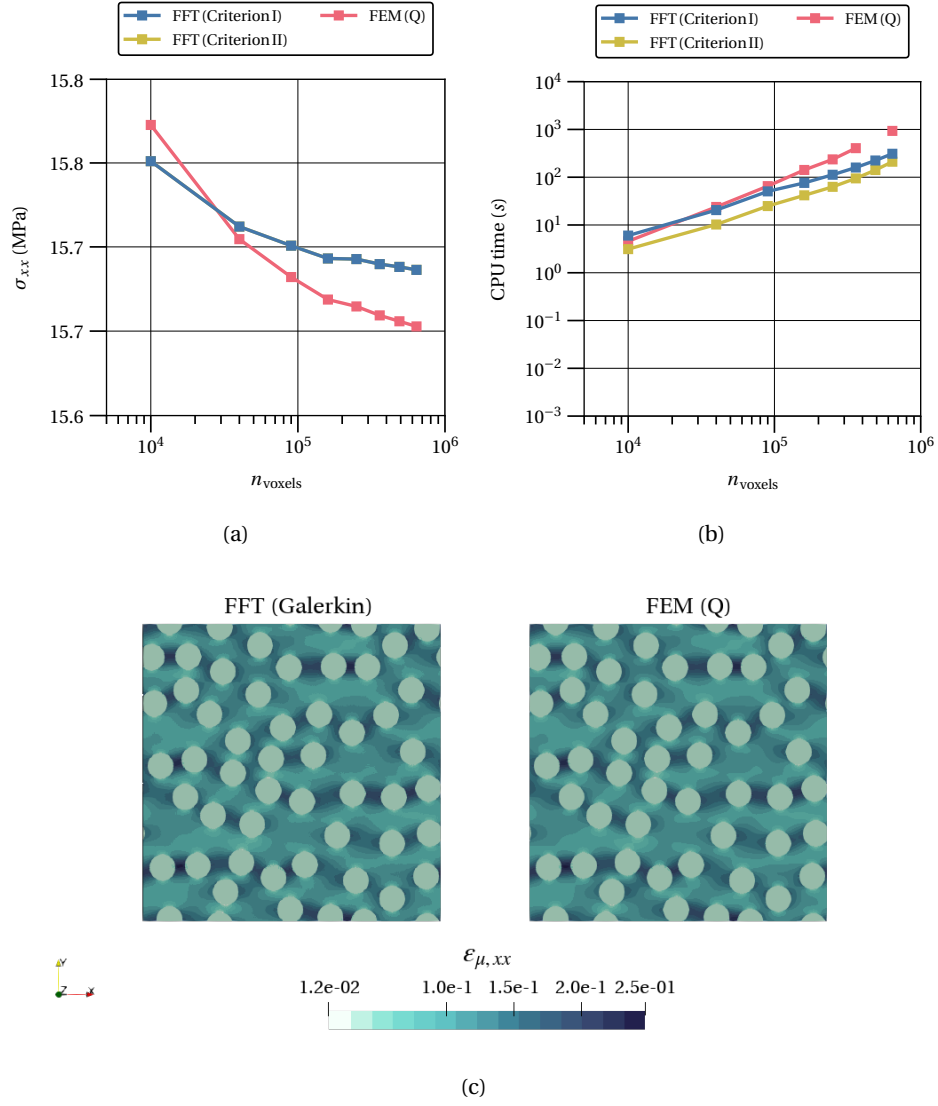 FFT (Criterion I) FEM (Q)
FFT (Criterion II)
15.8
15.8
15.7
15.7
15.6
σxx (MPa)
10^4 10^5 10^6
nvoxels
(a)
FFT (Criterion I) FEM (Q)
FFT (Criterion II)
10^4
10^3
10^2
10^1
10^0
10^−1
10^−2
10^−3
CPU time (s)
10^4 10^5 10^6
nvoxels
(b)
FFT (Galerkin) FEM (Q)
Y
Z X
εμ,xx
1.2e-02 1.0e-1 1.5e-1 2.0e-1 2.5e-01
(c)